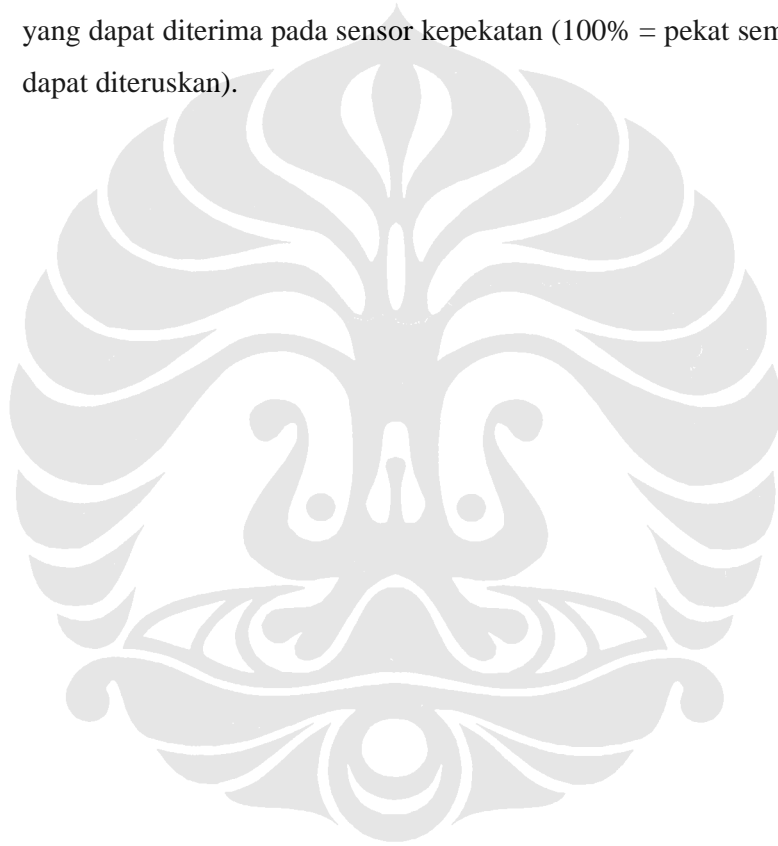 yang dapat diterima pada sensor kepekatan (100% = pekat sem
dapat diteruskan).